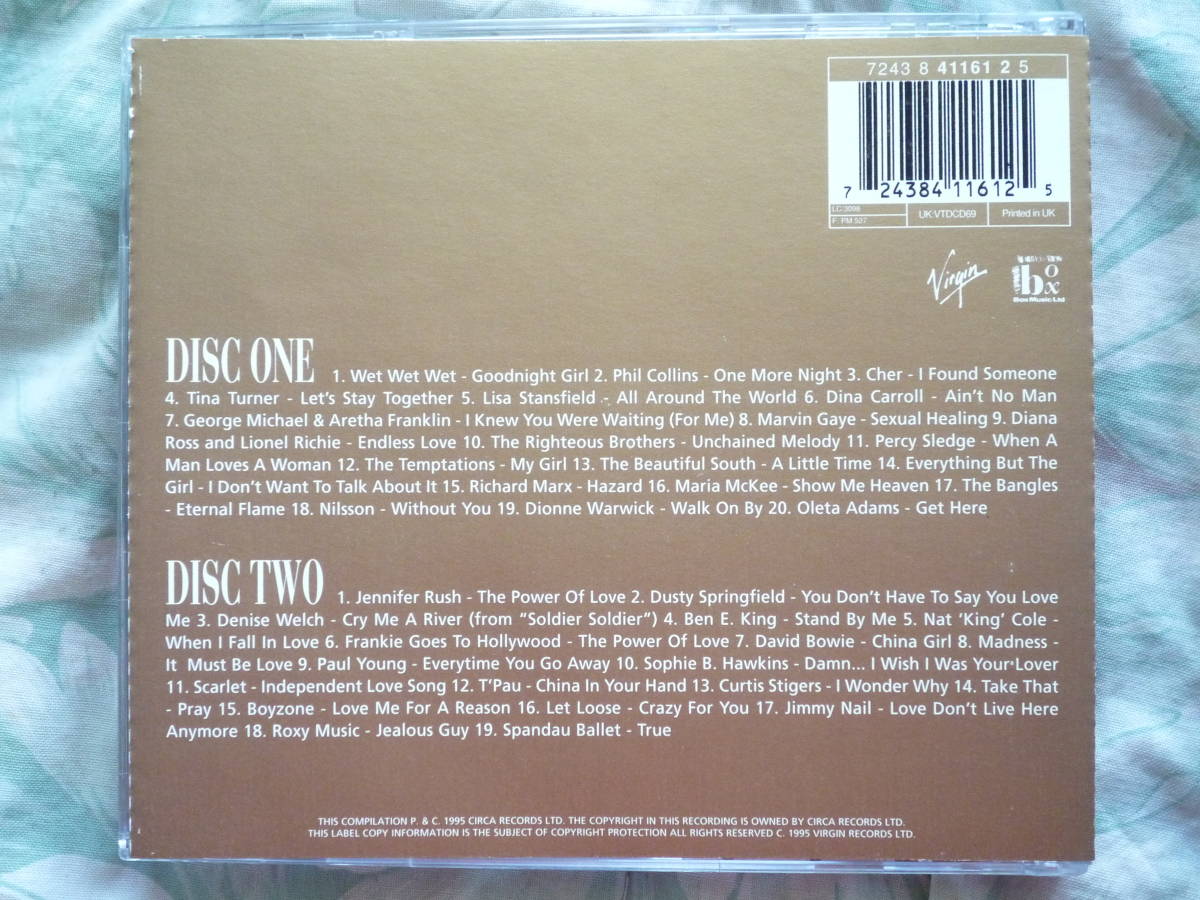 7243 8 41161 2 5
7 24384 11612 5
LC 3098
F: PM 527
UK:VTDCD69
Printed in UK
Virgin
box
Box Music Ltd
DISC ONE 1. Wet Wet Wet - Goodnight Girl 2. Phil Collins - One More Night 3. Cher - I Found Someone
4. Tina Turner - Let's Stay Together 5. Lisa Stansfield - All Around The World 6. Dina Carroll - Ain't No Man
7. George Michael & Aretha Franklin - I Knew You Were Waiting (For Me) 8. Marvin Gaye - Sexual Healing 9. Diana
Ross and Lionel Richie - Endless Love 10. The Righteous Brothers - Unchained Melody 11. Percy Sledge - When A
Man Loves A Woman 12. The Temptations - My Girl 13. The Beautiful South - A Little Time 14. Everything But The
Girl - I Don't Want To Talk About It 15. Richard Marx - Hazard 16. Maria McKee - Show Me Heaven 17. The Bangles
- Eternal Flame 18. Nilsson - Without You 19. Dionne Warwick - Walk On By 20. Oleta Adams - Get Here
DISC TWO 1. Jennifer Rush - The Power Of Love 2. Dusty Springfield - You Don't Have To Say You Love
Me 3. Denise Welch - Cry Me A River (from "Soldier Soldier") 4. Ben E. King - Stand By Me 5. Nat 'King' Cole -
When I Fall In Love 6. Frankie Goes To Hollywood - The Power Of Love 7. David Bowie - China Girl 8. Madness -
It Must Be Love 9. Paul Young - Everytime You Go Away 10. Sophie B. Hawkins - Damn... I Wish I Was Your Lover
11. Scarlet - Independent Love Song 12. T'Pau - China In Your Hand 13. Curtis Stigers - I Wonder Why 14. Take That
- Pray 15. Boyzone - Love Me For A Reason 16. Let Loose - Crazy For You 17. Jimmy Nail - Love Don't Live Here
Anymore 18. Roxy Music - Jealous Guy 19. Spandau Ballet - True
THIS COMPILATION P. & C. 1995 CIRCA RECORDS LTD. THE COPYRIGHT IN THIS RECORDING IS OWNED BY CIRCA RECORDS LTD.
THIS LABEL COPY INFORMATION IS THE SUBJECT OF COPYRIGHT PROTECTION ALL RIGHTS RESERVED C. 1995 VIRGIN RECORDS LTD.